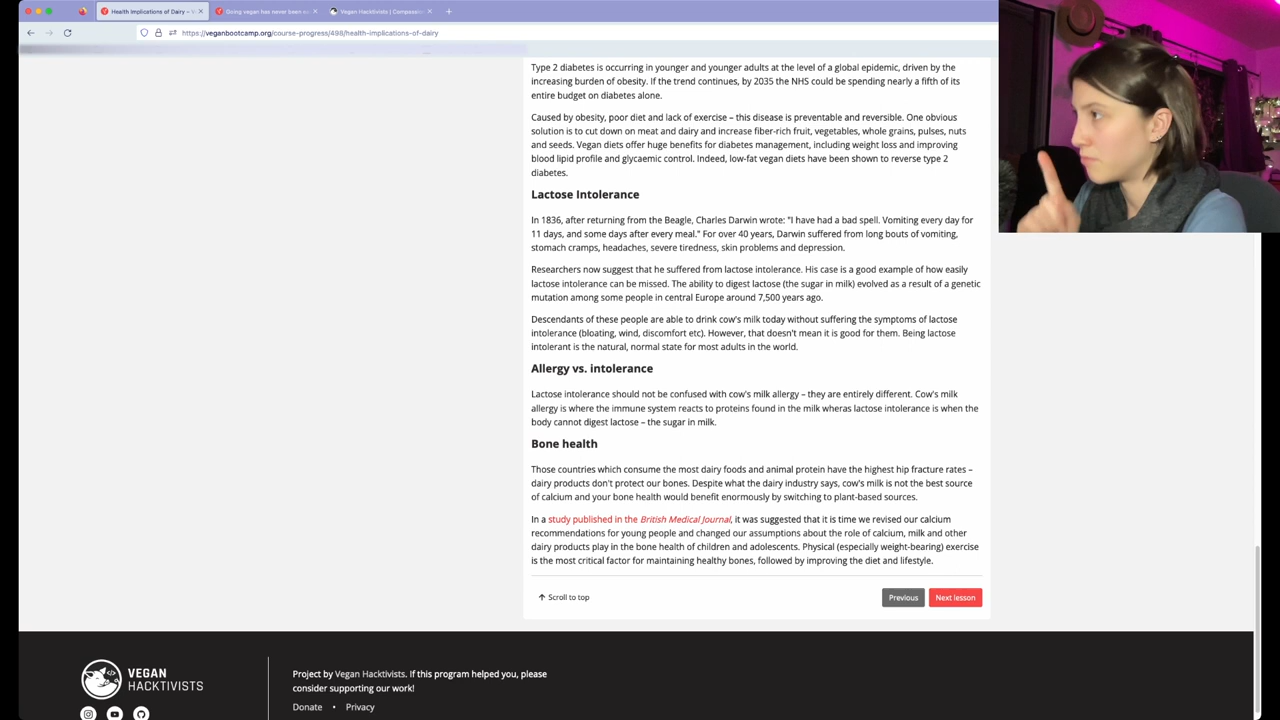 Health Implications of Dairy –
Going vegan has never been ea
Vegan Hacktivists | Compassion
https://veganbootcamp.org/course-progress/498/health-implications-of-dairy
Type 2 diabetes is occurring in younger and younger adults at the level of a global epidemic, driven by the
increasing burden of obesity. If the trend continues, by 2035 the NHS could be spending nearly a fifth of its
entire budget on diabetes alone.
Caused by obesity, poor diet and lack of exercise – this disease is preventable and reversible. One obvious
solution is to cut down on meat and dairy and increase fiber-rich fruit, vegetables, whole grains, pulses, nuts
and seeds. Vegan diets offer huge benefits for diabetes management, including weight loss and improving
blood lipid profile and glycaemic control. Indeed, low-fat vegan diets have been shown to reverse type 2
diabetes.
Lactose Intolerance
In 1836, after returning from the Beagle, Charles Darwin wrote: "I have had a bad spell. Vomiting every day for
11 days, and some days after every meal." For over 40 years, Darwin suffered from long bouts of vomiting,
stomach cramps, headaches, severe tiredness, skin problems and depression.
Researchers now suggest that he suffered from lactose intolerance. His case is a good example of how easily
lactose intolerance can be missed. The ability to digest lactose (the sugar in milk) evolved as a result of a genetic
mutation among some people in central Europe around 7,500 years ago.
Descendants of these people are able to drink cow's milk today without suffering the symptoms of lactose
intolerance (bloating, wind, discomfort etc). However, that doesn't mean it is good for them. Being lactose
intolerant is the natural, normal state for most adults in the world.
Allergy vs. intolerance
Lactose intolerance should not be confused with cow's milk allergy – they are entirely different. Cow's milk
allergy is where the immune system reacts to proteins found in the milk wheras lactose intolerance is when the
body cannot digest lactose – the sugar in milk.
Bone health
Those countries which consume the most dairy foods and animal protein have the highest hip fracture rates –
dairy products don't protect our bones. Despite what the dairy industry says, cow's milk is not the best source
of calcium and your bone health would benefit enormously by switching to plant-based sources.
In a study published in the British Medical Journal, it was suggested that it is time we revised our calcium
recommendations for young people and changed our assumptions about the role of calcium, milk and other
dairy products play in the bone health of children and adolescents. Physical (especially weight-bearing) exercise
is the most critical factor for maintaining healthy bones, followed by improving the diet and lifestyle.
Scroll to top
Previous
Next lesson
VEGAN
HACKTIVISTS
Project by Vegan Hacktivists. If this program helped you, please
consider supporting our work!
Donate • Privacy